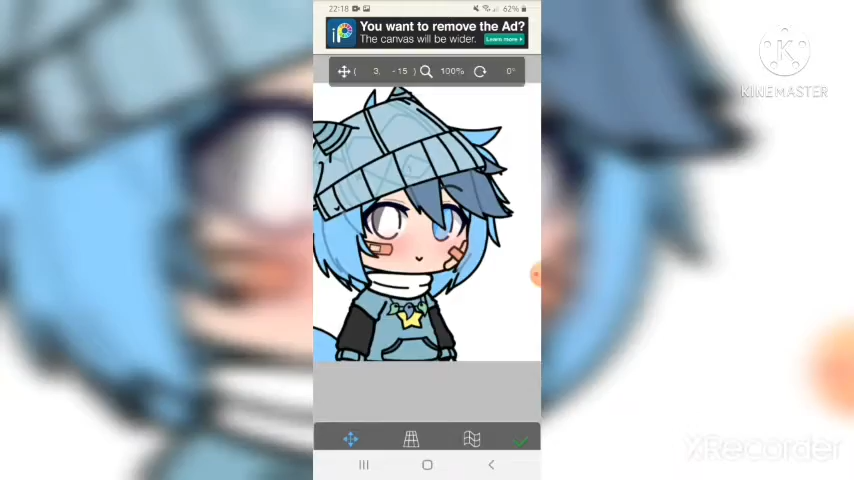 22:18
62%
iP
You want to remove the Ad?
The canvas will be wider.
Learn more
( 3, -15 ) 100% 0°
K
KINEMASTER
XRecorder